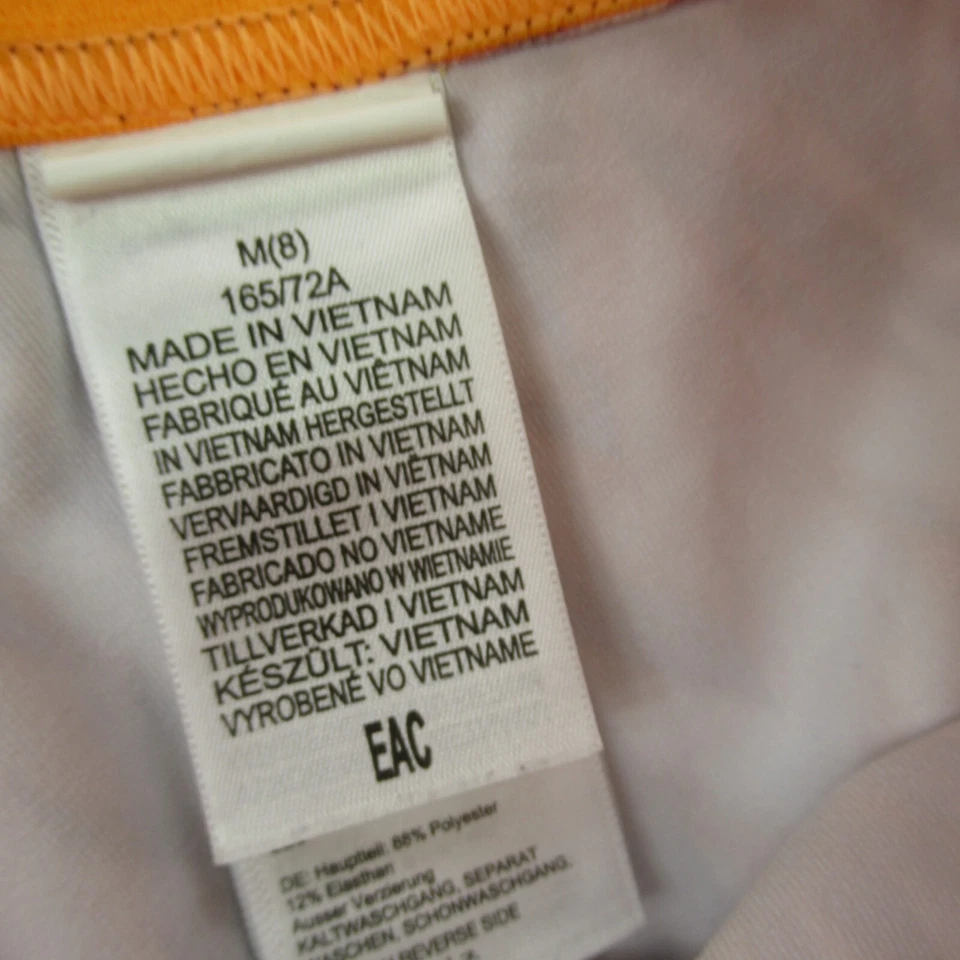 M(8)
165/72A
MADE IN VIETNAM
HECHO EN VIETNAM
FABRIQUÉ AU VIÊTNAM
IN VIETNAM HERGESTELLT
FABBRICATO IN VIETNAM
VERVAARDIGD IN VIÊTNAM
FREMSTILLET I VIETNAM
FABRICADO NO VIETNAME
WYPRODUKOWANO W WIETNAMIE
TILLVERKAD I VIETNAM
KÉSZÜLT: VIETNAM
VYROBENÉ VO VIETNAME
EAC
DE: Hauptteil: 88% Polyester
12% Elasthan
Ausser Verzierung
KALTWASCHGANG, SEPARAT
WASCHEN, SCHONWASCHGANG.
REVERSE SIDE